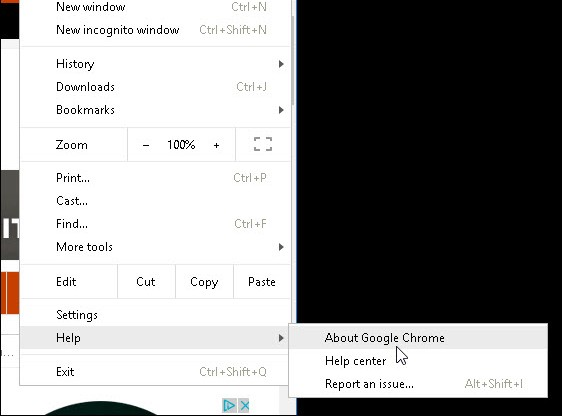 New window Ctrl+N
New incognito window Ctrl+Shift+N
History
Downloads Ctrl+J
Bookmarks
Zoom – 100% +
Print... Ctrl+P
Cast...
Find... Ctrl+F
More tools
Edit Cut Copy Paste
Settings
Help
About Google Chrome
Help center
Report an issue... Alt+Shift+I
Exit Ctrl+Shift+Q